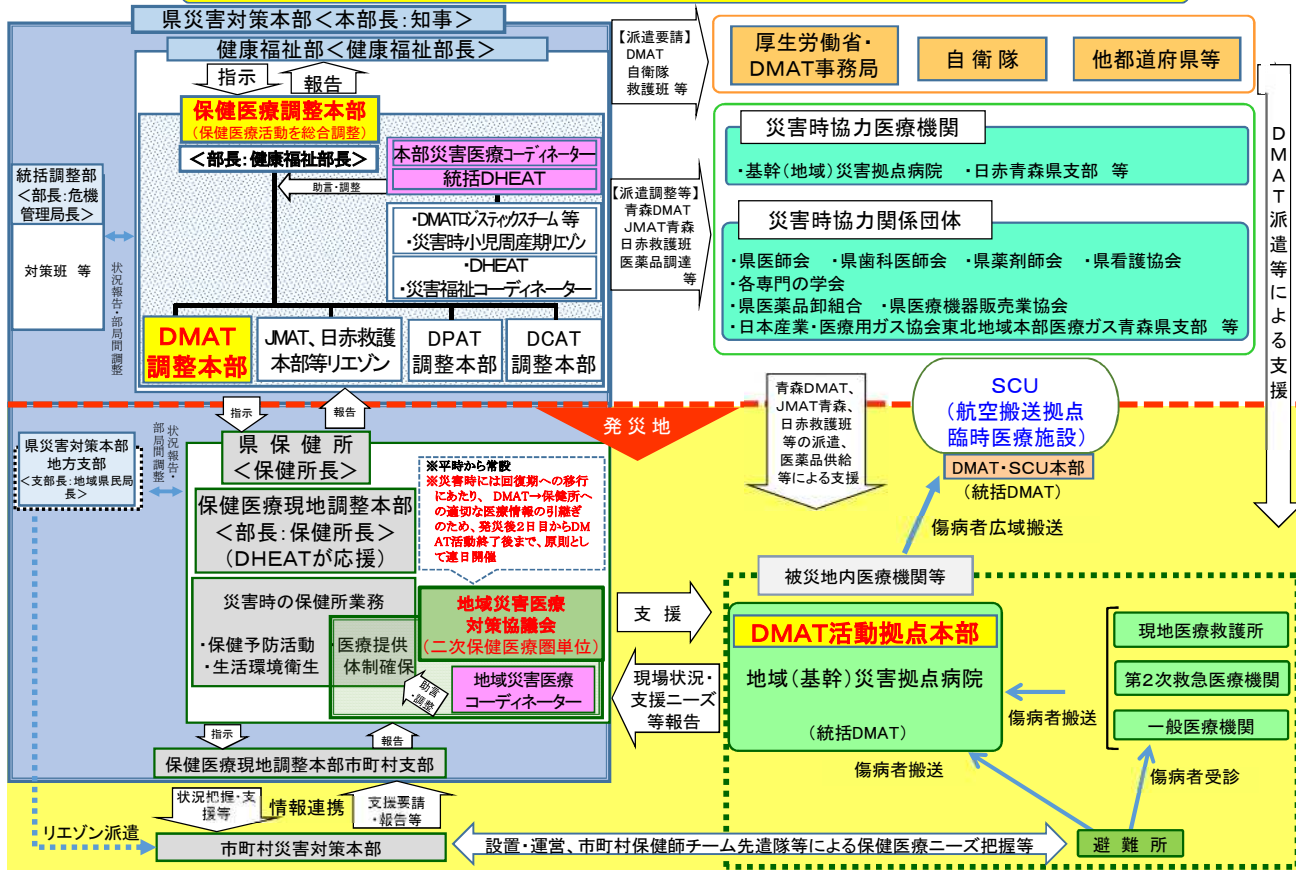 県災害対策本部＜本部長：知事＞
健康福祉部＜健康福祉部長＞
指示
報告
保健医療調整本部
（保健医療活動を総合調整）
＜部長：健康福祉部長＞
本部災害医療コーディネーター
統括DHEAT
助言・調整
・DMATロジスティックスチーム 等
・災害時小児周産期リエゾン
・DHEAT
・災害福祉コーディネーター
統括調整部
＜部長：危機
管理局長＞
対策班 等
状況報告・部局間調整
DMAT
調整本部
JMAT、日赤救護
本部等リエゾン
DPAT
調整本部
DCAT
調整本部
【派遣要請】
DMAT
自衛隊
救護班 等
厚生労働省・
DMAT事務局
自 衛 隊
他都道府県等
【派遣調整等】
青森DMAT
JMAT青森
日赤救護班
医薬品調達
等
災害時協力医療機関
・基幹（地域）災害拠点病院 ・日赤青森県支部 等
災害時協力関係団体
・県医師会 ・県歯科医師会 ・県薬剤師会 ・県看護協会
・各専門の学会
・県医薬品卸組合 ・県医療機器販売業協会
・日本産業・医療用ガス協会東北地域本部医療ガス青森県支部 等
DMAT派遣等による支援
指示
報告
発災地
青森DMAT、
JMAT青森、
日赤救護班
等の派遣、
医薬品供給
等による支援
SCU
（航空搬送拠点
臨時医療施設）
DMAT・SCU本部
（統括DMAT）
傷病者広域搬送
県災害対策本部
地方支部
＜支部長：地域県民局
長＞
状況報告・
部局間調整
県 保 健 所
＜保健所長＞
保健医療現地調整本部
＜部長：保健所長＞
（DHEATが応援）
※平時から常設
※災害時には回復期への移行
にあたり、DMAT→保健所へ
の適切な医療情報の引継ぎ
のため、発災後2日目からDM
AT活動終了後まで、原則とし
て連日開催
災害時の保健所業務
・保健予防活動
・生活環境衛生
・医療提供
体制確保
地域災害医療
対策協議会
（二次保健医療圏単位）
助言・調整
地域災害医療
コーディネーター
支 援
現場状況・
支援ニーズ
等報告
被災地内医療機関等
DMAT活動拠点本部
地域（基幹）災害拠点病院
（統括DMAT）
傷病者搬送
現地医療救護所
第2次救急医療機関
一般医療機関
傷病者搬送
傷病者受診
指示
報告
保健医療現地調整本部市町村支部
状況把握・支
援等
情報連携
支援要請
・報告等
リエゾン派遣
市町村災害対策本部
設置・運営、市町村保健師チーム先遣隊等による保健医療ニーズ把握等
避 難 所